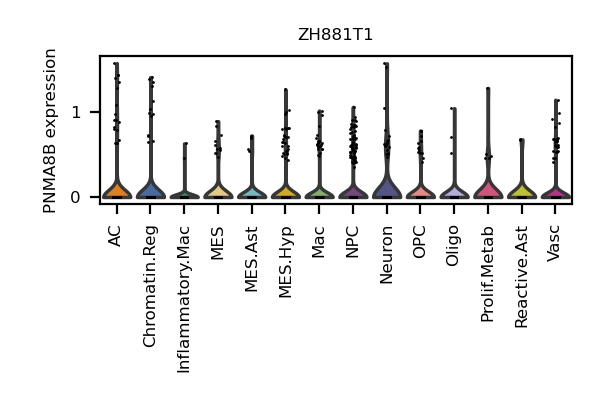 ZH881T1
PNMA8B expression
1
0
AC
Chromatin.Reg
Inflammatory.Mac
MES
MES.Ast
MES.Hyp
Mac
NPC
Neuron
OPC
Oligo
Prolif.Metab
Reactive.Ast
Vasc